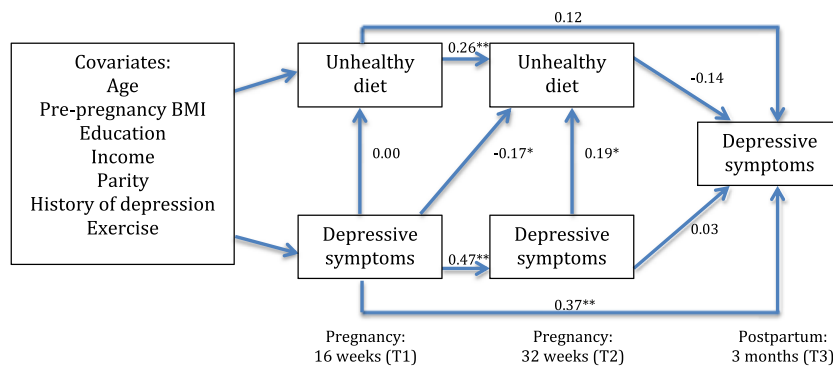 0.12
Covariates:
Age
Pre-pregnancy BMI
Education
Income
Parity
History of depression
Exercise
Unhealthy
diet
0.26**
Unhealthy
diet
-0.14
Depressive
symptoms
0.00
-0.17*
0.19*
Depressive
symptoms
0.47**
Depressive
symptoms
0.03
0.37**
Pregnancy:
16 weeks (T1)
Pregnancy:
32 weeks (T2)
Postpartum:
3 months (T3)